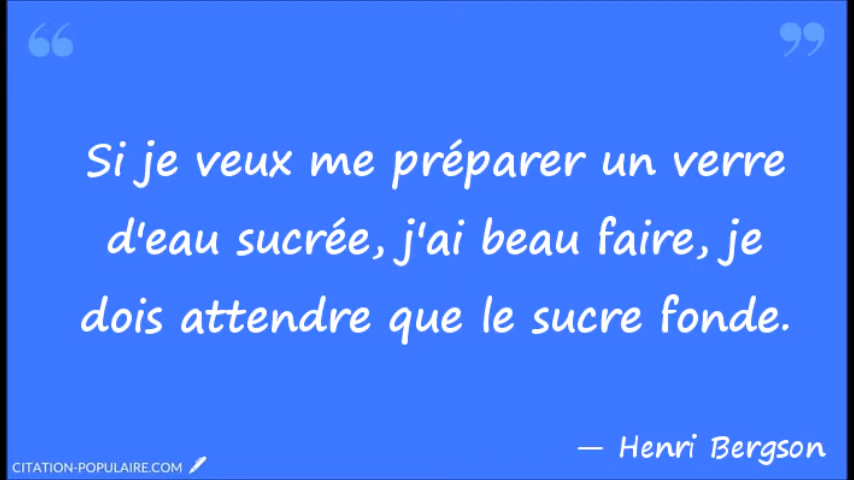 “
”
Si je veux me préparer un verre
d'eau sucrée, j'ai beau faire, je
dois attendre que le sucre fonde.
— Henri Bergson
CITATION-POPULAIRE.COM